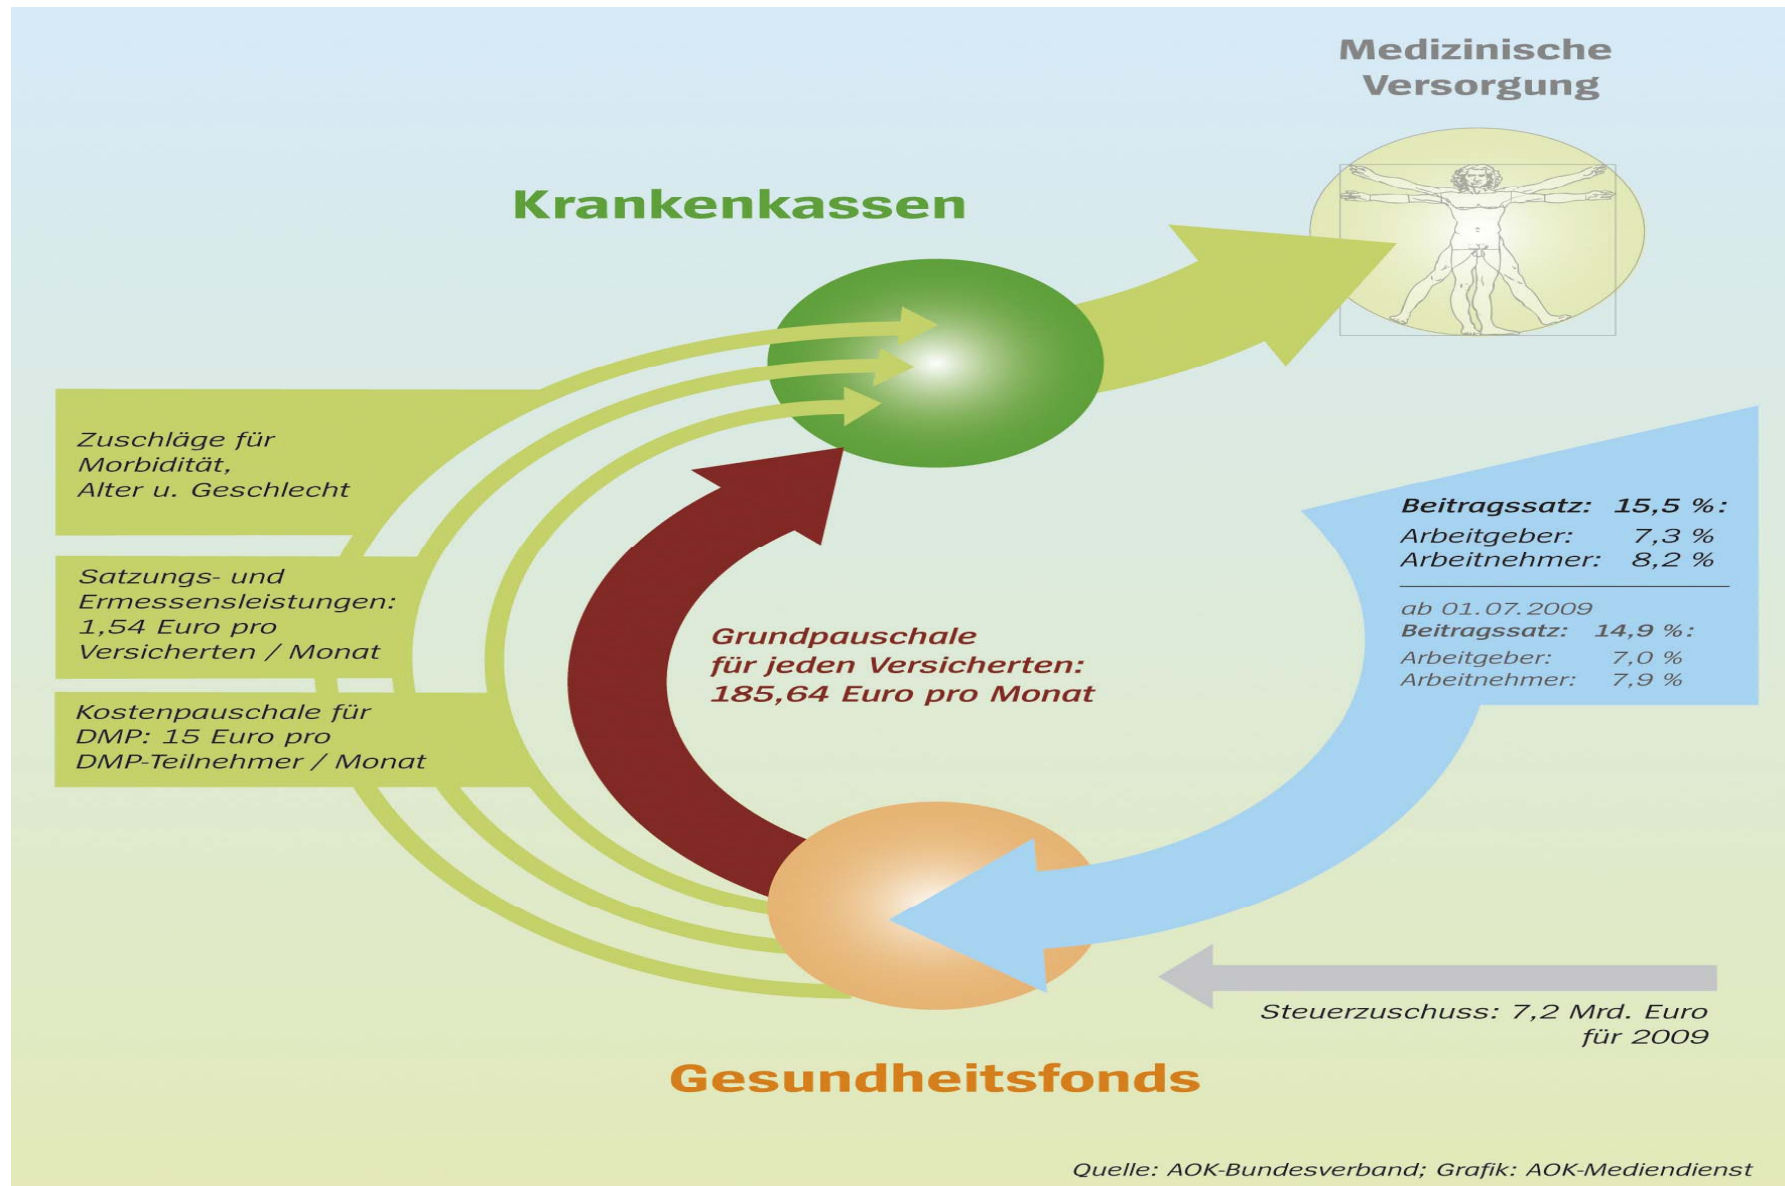 Medizinische
Versorgung
Krankenkassen
Zuschläge für
Morbidität,
Alter u. Geschlecht
Satzungs- und
Ermessensleistungen:
1,54 Euro pro
Versicherten / Monat
Kostenpauschale für
DMP: 15 Euro pro
DMP-Teilnehmer / Monat
Grundpauschale
für jeden Versicherten:
185,64 Euro pro Monat
Beitragssatz: 15,5 %:
Arbeitgeber: 7,3 %
Arbeitnehmer: 8,2 %
ab 01.07.2009
Beitragssatz: 14,9 %:
Arbeitgeber: 7,0 %
Arbeitnehmer: 7,9 %
Steuerzuschuss: 7,2 Mrd. Euro
für 2009
Gesundheitsfonds
Quelle: AOK-Bundesverband; Grafik: AOK-Mediendienst